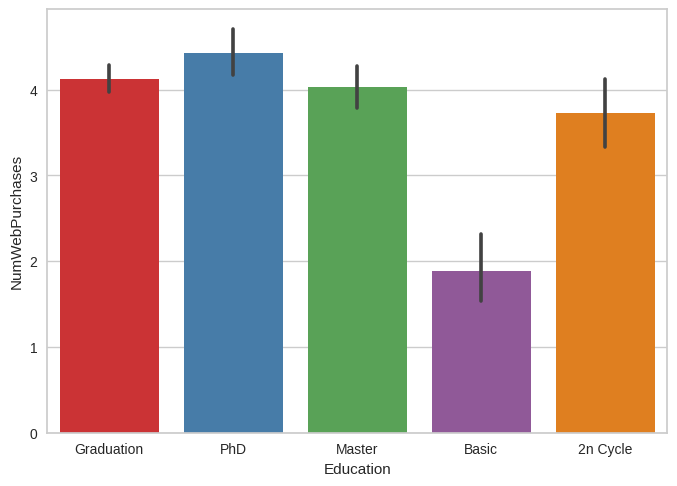 NumWebPurchases
4
3
2
1
0
Graduation
PhD
Master
Basic
2n Cycle
Education